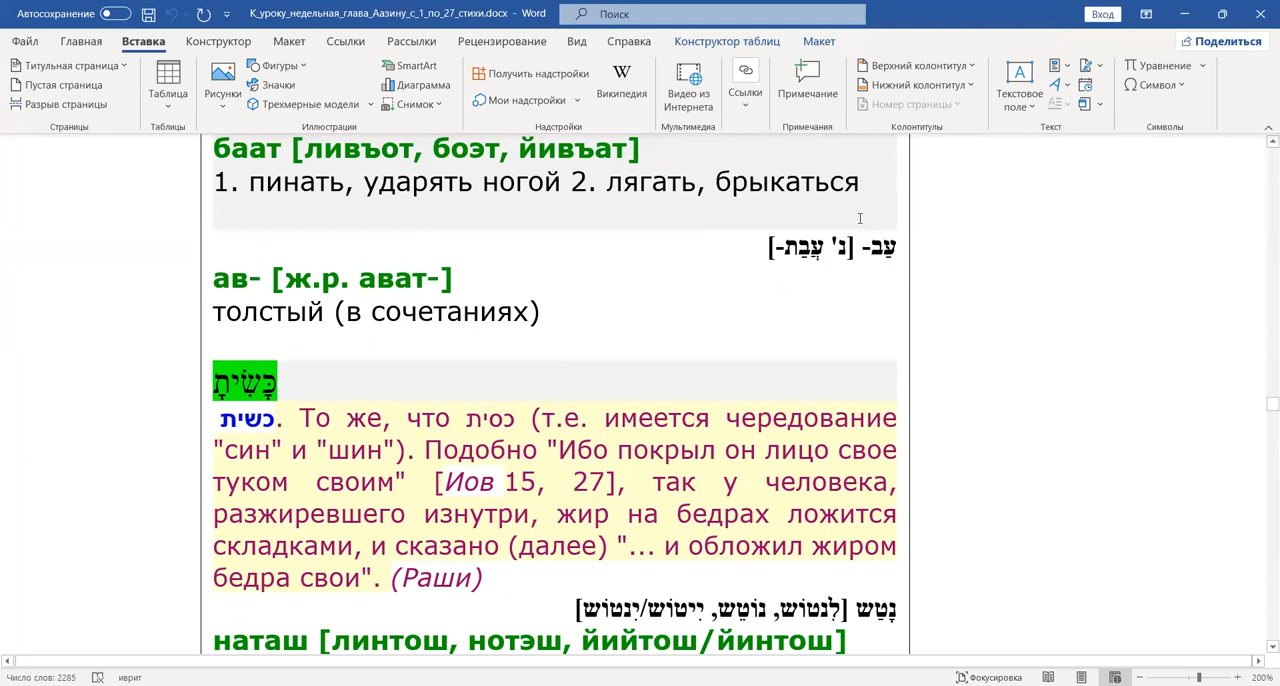 Автосохранение
К_уроку_недельная_глава_Аазину_с_1_по_27_стихи.docx - Word
Поиск
Вход
Файл Главная Вставка Конструктор Макет Ссылки Рассылки Рецензирование Вид Справка Конструктор таблиц Макет Поделиться
Титульная страница
Пустая страница
Разрыв страницы
Страницы
Таблица
Таблицы
Рисунки
Фигуры
Значки
Трехмерные модели
SmartArt
Диаграмма
Снимок
Иллюстрации
Получить надстройки
Мои надстройки
Википедия
Надстройки
Видео из Интернета
Мультимедиа
Ссылки
Примечание
Примечания
Верхний колонтитул
Нижний колонтитул
Номер страницы
Колонтитулы
Текстовое поле
Текст
Уравнение
Символ
Символы
баат [ливъот, боэт, йивъат]
1. пинать, ударять ногой 2. лягать, брыкаться
עַב- [נ' עֲבַת-]
ав- [ж.р. ават-]
толстый (в сочетаниях)
כָּשִׂיתָ
כשית. То же, что כסית (т.е. имеется чередование
"син" и "шин"). Подобно "Ибо покрыл он лицо свое
туком своим" [Иов 15, 27], так у человека,
разжиревшего изнутри, жир на бедрах ложится
складками, и сказано (далее) "... и обложил жиром
бедра свои". (Раши)
נָטַשׁ [לִנטוֹשׁ, נוֹטֵשׁ, יִיטוֹשׁ/יִנטוֹשׁ]
наташ [линтош, нотэш, йийтош/йинтош]
Число слов: 2285
иврит
Фокусировка
200%